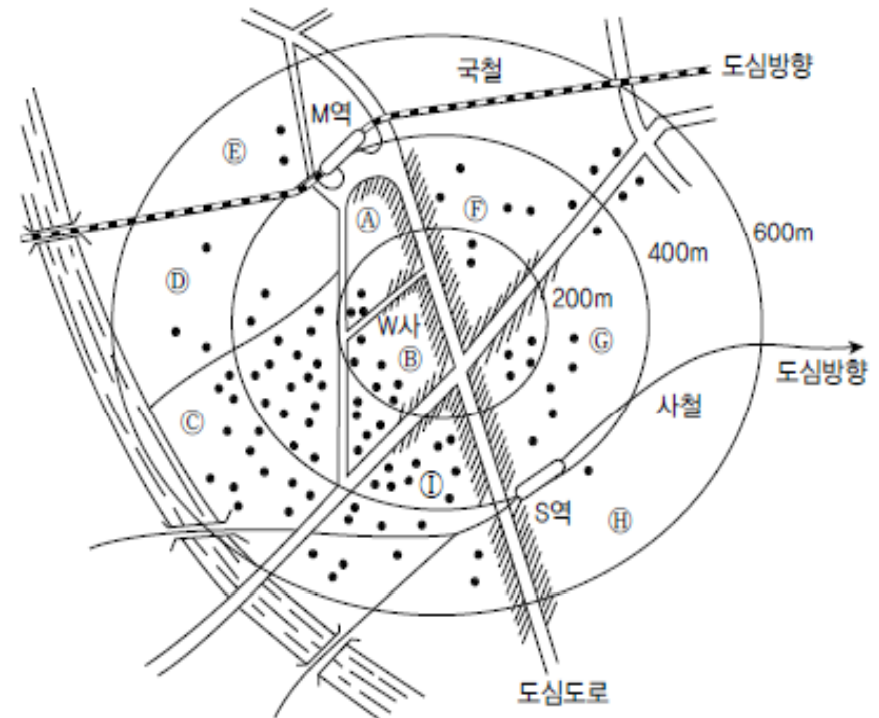 국철
도심방향
M역
Ⓔ
Ⓐ
Ⓕ
600m
400m
Ⓓ
200m
W사
Ⓑ
Ⓖ
도심방향
Ⓒ
사철
Ⓘ
S역
Ⓗ
도심도로